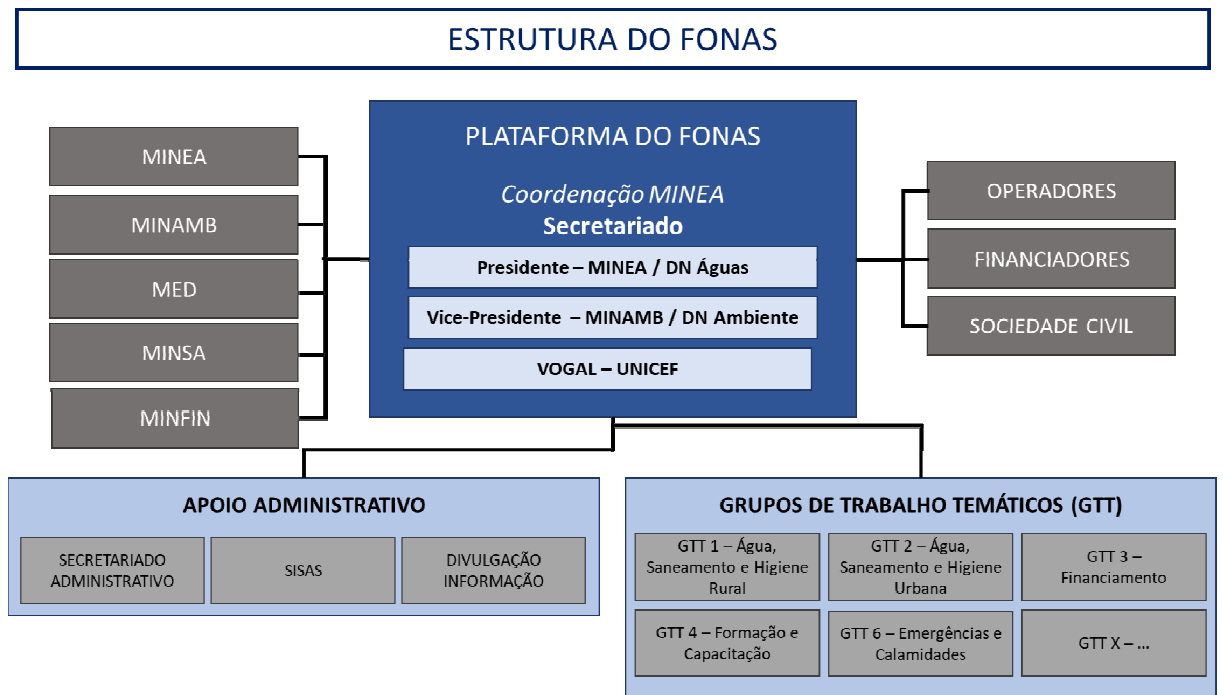 ESTRUTURA DO FONAS
MINEA
MINAMB
MED
MINSA
MINFIN
PLATAFORMA DO FONAS
Coordenação MINEA
Secretariado
Presidente – MINEA / DN Águas
Vice-Presidente – MINAMB / DN Ambiente
VOGAL – UNICEF
OPERADORES
FINANCIADORES
SOCIEDADE CIVIL
APOIO ADMINISTRATIVO
SECRETARIADO
ADMINISTRATIVO
SISAS
DIVULGAÇÃO
INFORMAÇÃO
GRUPOS DE TRABALHO TEMÁTICOS (GTT)
GTT 1 – Água,
Saneamento e Higiene
Rural
GTT 2 – Água,
Saneamento e Higiene
Urbana
GTT 3 –
Financiamento
GTT 4 – Formação e
Capacitação
GTT 6 – Emergências e
Calamidades
GTT X – ...